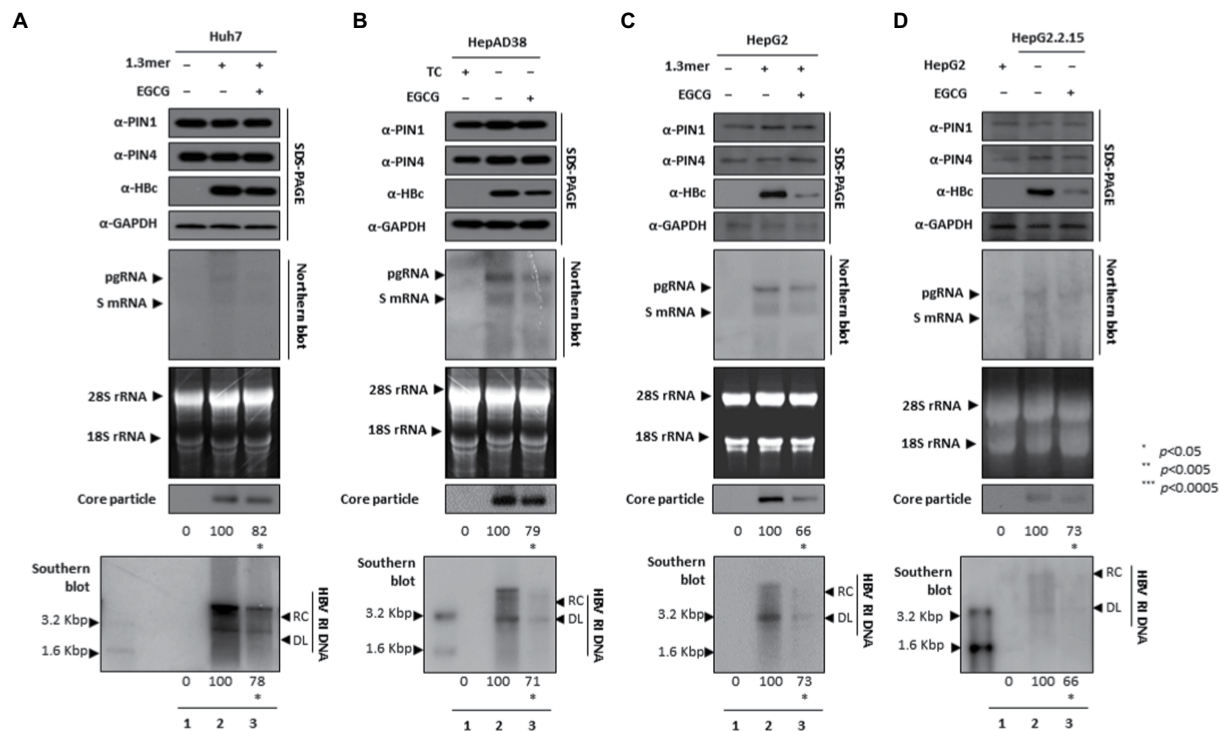 A
Huh7
1.3mer − + +
EGCG − − +
α-PIN1
α-PIN4
α-HBc
α-GAPDH
SDS-PAGE
pgRNA
S mRNA
Northern blot
28S rRNA
18S rRNA
Core particle
0 100 82
*
Southern blot
3.2 Kbp
1.6 Kbp
RC
DL
HBV RI DNA
0 100 78
*
1 2 3
B
HepAD38
TC + − −
EGCG − − +
α-PIN1
α-PIN4
α-HBc
α-GAPDH
SDS-PAGE
pgRNA
S mRNA
Northern blot
28S rRNA
18S rRNA
Core particle
0 100 79
*
Southern blot
3.2 Kbp
1.6 Kbp
RC
DL
HBV RI DNA
0 100 71
*
1 2 3
C
HepG2
1.3mer − + +
EGCG − − +
α-PIN1
α-PIN4
α-HBc
α-GAPDH
SDS-PAGE
pgRNA
S mRNA
Northern blot
28S rRNA
18S rRNA
Core particle
0 100 66
*
Southern blot
3.2 Kbp
1.6 Kbp
RC
DL
HBV RI DNA
0 100 73
*
1 2 3
D
HepG2.2.15
HepG2 + − −
EGCG − − +
α-PIN1
α-PIN4
α-HBc
α-GAPDH
SDS-PAGE
pgRNA
S mRNA
Northern blot
28S rRNA
18S rRNA
Core particle
0 100 73
*
Southern blot
3.2 Kbp
1.6 Kbp
RC
DL
HBV RI DNA
0 100 66
*
1 2 3
* p<0.05
** p<0.005
*** p<0.0005